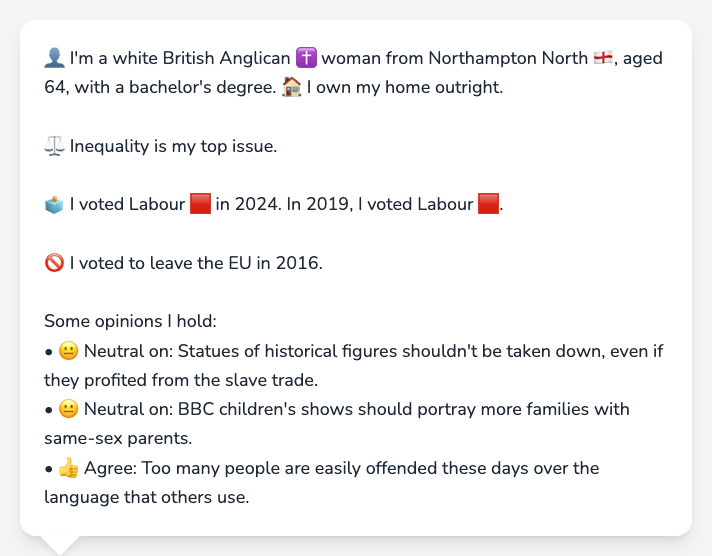 👤 I'm a white British Anglican ✝️ woman from Northampton North 🏴󠁧󠁢󠁥󠁮󠁧󠁿, aged
64, with a bachelor's degree. 🏠 I own my home outright.
⚖️ Inequality is my top issue.
🗳️ I voted Labour 🟥 in 2024. In 2019, I voted Labour 🟥.
🚫 I voted to leave the EU in 2016.
Some opinions I hold:
• 😐 Neutral on: Statues of historical figures shouldn't be taken down, even if
they profited from the slave trade.
• 😐 Neutral on: BBC children's shows should portray more families with
same-sex parents.
• 👍 Agree: Too many people are easily offended these days over the
language that others use.